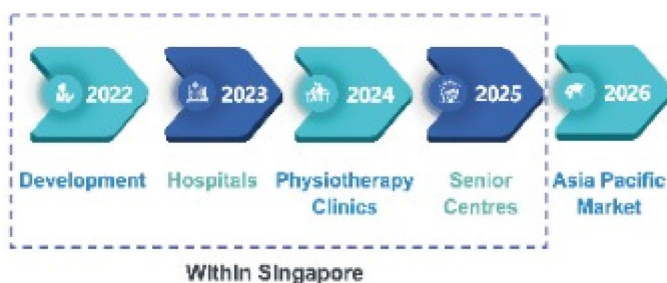 2022 2023 2024 2025 2026
Development Hospitals Physiotherapy Senior Asia Pacific
Clinics Centres Market
Within Singapore